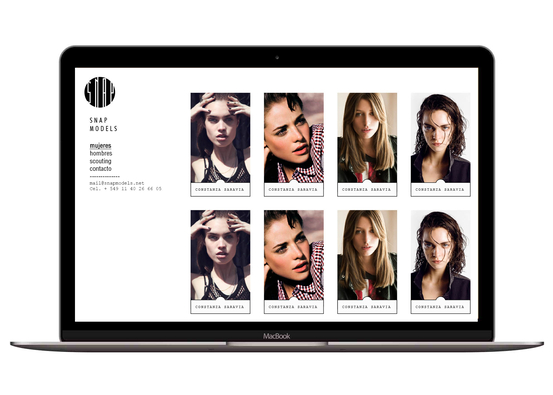 SNAP
SNAP
MODELS
mujeres
hombres
scouting
contacto
mail@snapmodels.net
Cel. + 549 11 40 28 86 05
CONSTANZA SARAVIA
CONSTANZA SARAVIA
CONSTANZA SARAVIA
CONSTANZA SARAVIA
CONSTANZA SARAVIA
CONSTANZA SARAVIA
CONSTANZA SARAVIA
CONSTANZA SARAVIA
MacBook